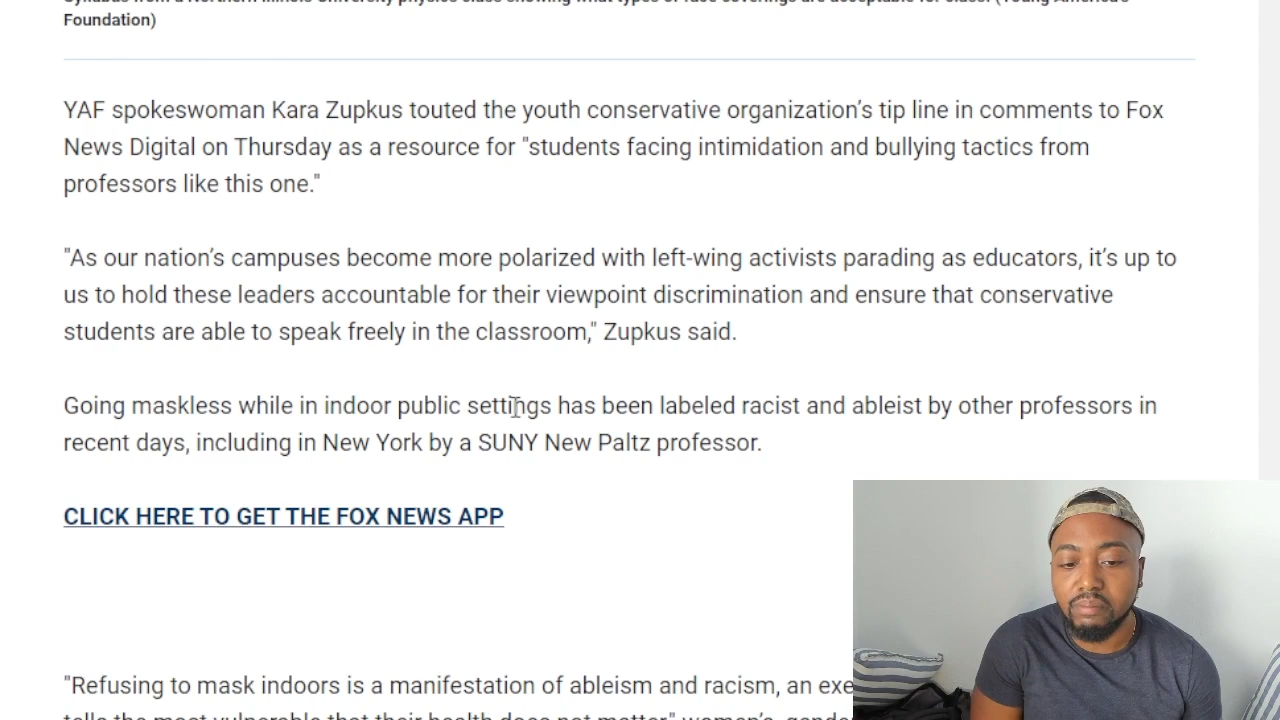 Syllabus from a Northern Illinois University physics class showing what types of face coverings are acceptable for class. (Young America's
Foundation)
YAF spokeswoman Kara Zupkus touted the youth conservative organization’s tip line in comments to Fox
News Digital on Thursday as a resource for "students facing intimidation and bullying tactics from
professors like this one."
"As our nation’s campuses become more polarized with left-wing activists parading as educators, it’s up to
us to hold these leaders accountable for their viewpoint discrimination and ensure that conservative
students are able to speak freely in the classroom," Zupkus said.
Going maskless while in indoor public settings has been labeled racist and ableist by other professors in
recent days, including in New York by a SUNY New Paltz professor.
CLICK HERE TO GET THE FOX NEWS APP
"Refusing to mask indoors is a manifestation of ableism and racism, an exe
tells the most vulnerable that their health does not matter" women's, gender